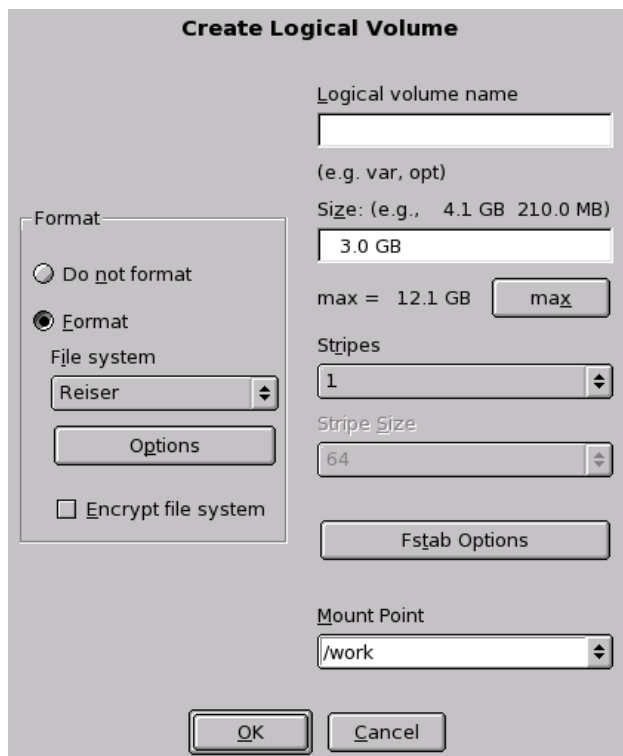 Create Logical Volume
Logical volume name
(e.g. var, opt)
Size: (e.g., 4.1 GB 210.0 MB)
3.0 GB
max = 12.1 GB
max
Stripes
1
Stripe Size
64
Fstab Options
Mount Point
/work
Format
Do not format
Format
File system
Reiser
Options
Encrypt file system
OK
Cancel